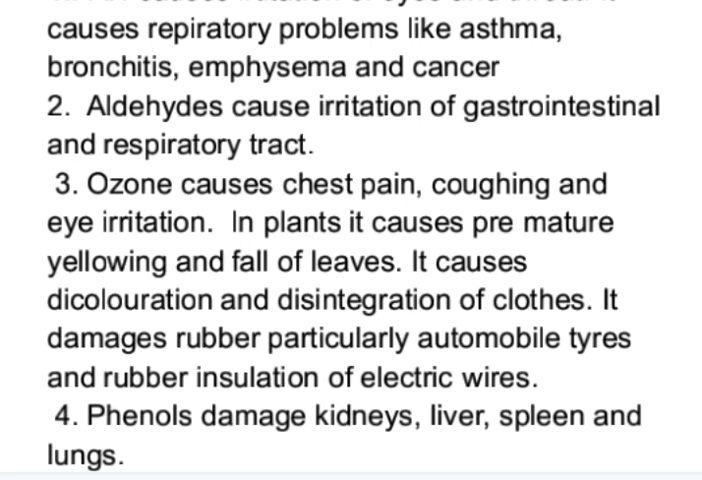 causes repiratory problems like asthma,
bronchitis, emphysema and cancer
2. Aldehydes cause irritation of gastrointestinal
and respiratory tract.
3. Ozone causes chest pain, coughing and
eye irritation. In plants it causes pre mature
yellowing and fall of leaves. It causes
dicolouration and disintegration of clothes. It
damages rubber particularly automobile tyres
and rubber insulation of electric wires.
4. Phenols damage kidneys, liver, spleen and
lungs.